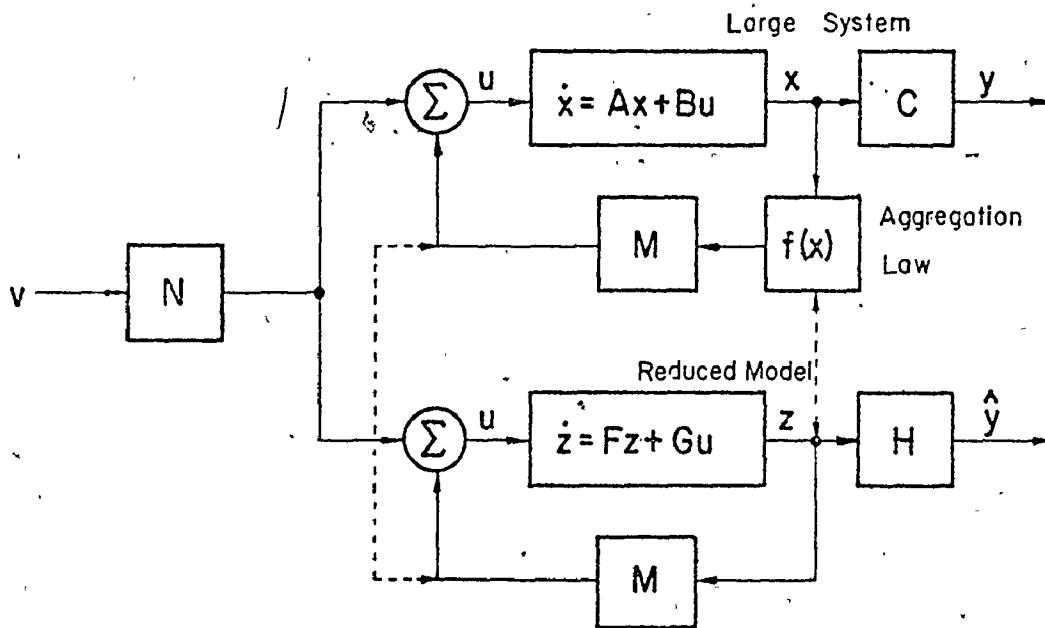 Large System
u
x
y
Σ
ẋ = Ax + Bu
C
M
f(x)
Aggregation
Law
v
N
Reduced Model
u
z
ŷ
Σ
ż = Fz + Gu
H
M